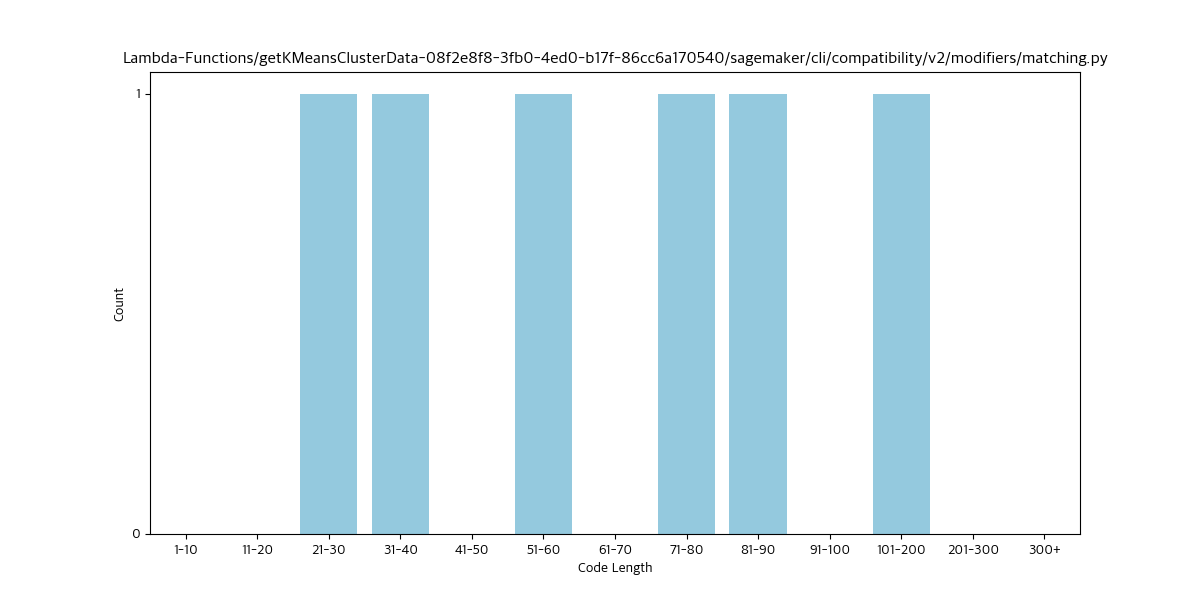 Lambda-Functions/getKMeansClusterData-08f2e8f8-3fb0-4ed0-b17f-86cc6a170540/sagemaker/cli/compatibility/v2/modifiers/matching.py
1
Count
0
1-10 11-20 21-30 31-40 41-50 51-60 61-70 71-80 81-90 91-100 101-200 201-300 300+
Code Length